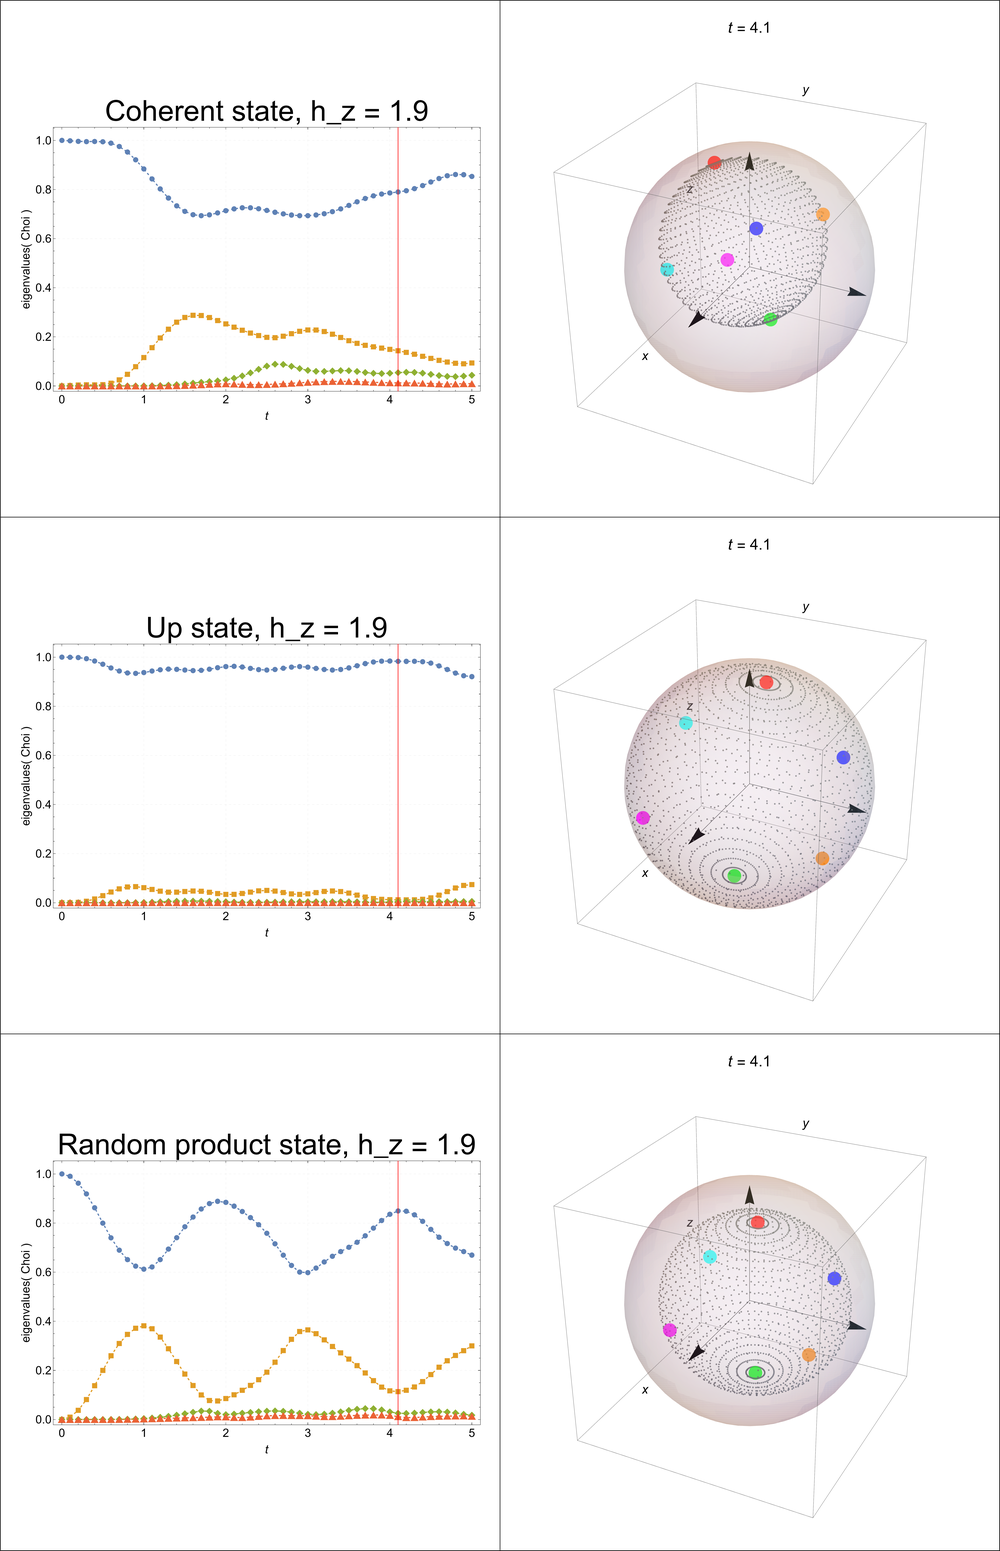 t = 4.1
Coherent state, h_z = 1.9
eigenvalues( Choi )
1.0
0.8
0.6
0.4
0.2
0.0
0 1 2 3 4 5
t
y
z
x
t = 4.1
Up state, h_z = 1.9
eigenvalues( Choi )
1.0
0.8
0.6
0.4
0.2
0.0
0 1 2 3 4 5
t
y
z
x
t = 4.1
Random product state, h_z = 1.9
eigenvalues( Choi )
1.0
0.8
0.6
0.4
0.2
0.0
0 1 2 3 4 5
t
y
z
x